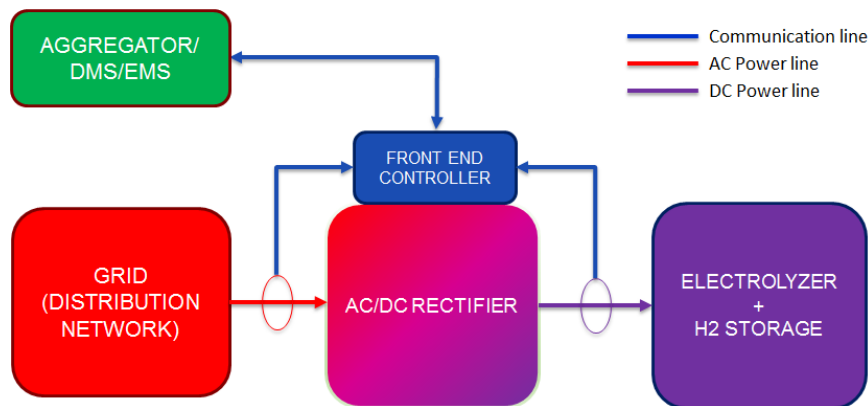 AGGREGATOR/
DMS/EMS
Communication line
AC Power line
DC Power line
FRONT END
CONTROLLER
GRID
(DISTRIBUTION
NETWORK)
AC/DC RECTIFIER
ELECTROLYZER
+
H2 STORAGE